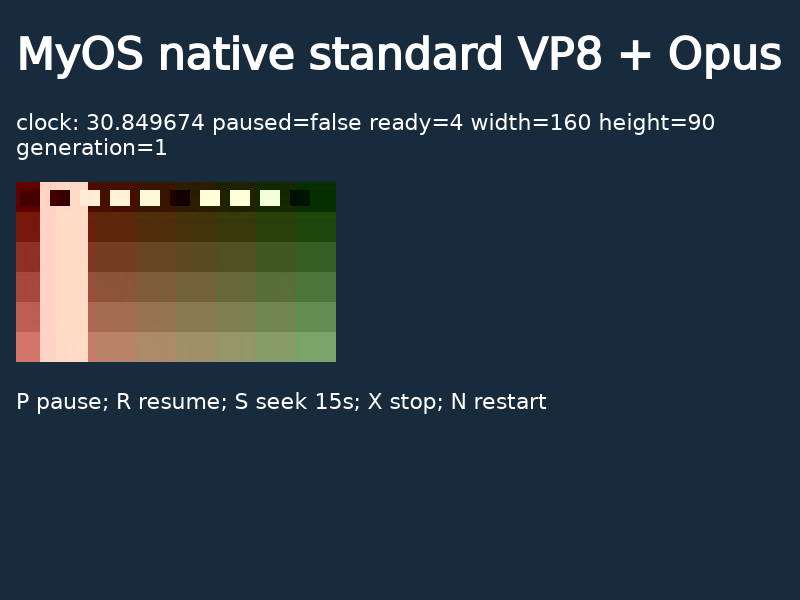 MyOS native standard VP8 + Opus
clock: 30.849674 paused=false ready=4 width=160 height=90
generation=1
P pause; R resume; S seek 15s; X stop; N restart